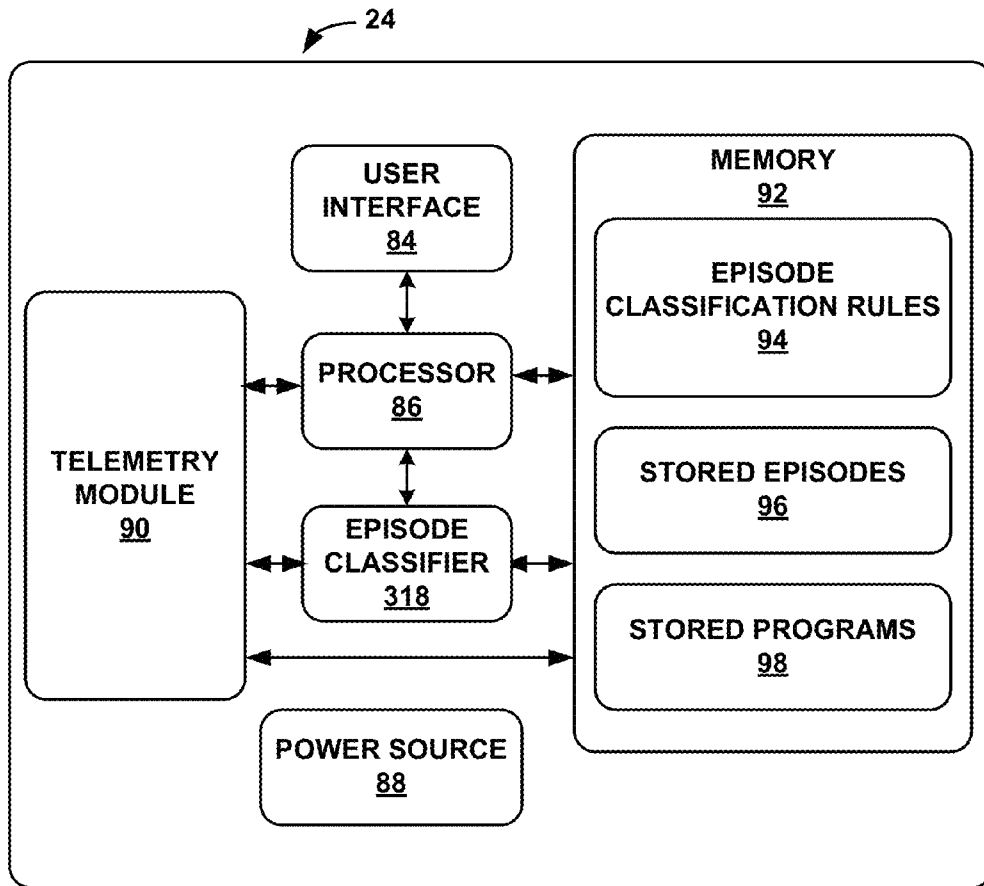 24
USER
INTERFACE
84
MEMORY
92
EPISODE
CLASSIFICATION RULES
94
PROCESSOR
86
TELEMETRY
MODULE
90
STORED EPISODES
96
EPISODE
CLASSIFIER
318
STORED PROGRAMS
98
POWER SOURCE
88